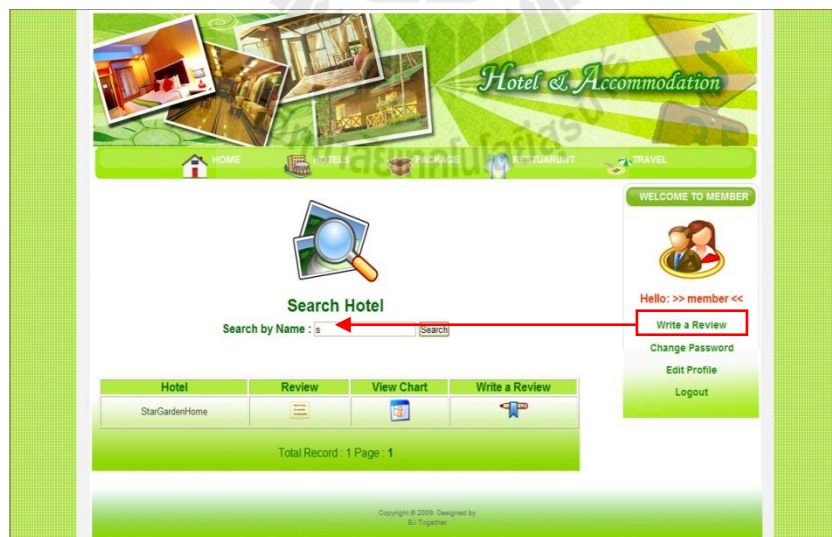 Hotel & Accommodation
HOME HOTELS PACKAGE RESTUARUNT TRAVEL
WELCOME TO MEMBER
Hello: >> member <<
Write a Review
Change Password
Edit Profile
Logout
Search Hotel
Search by Name : s Search
Hotel Review View Chart Write a Review
StarGardenHome
Total Record : 1 Page : 1
Copyright © 2009. Designed by
BJ Together